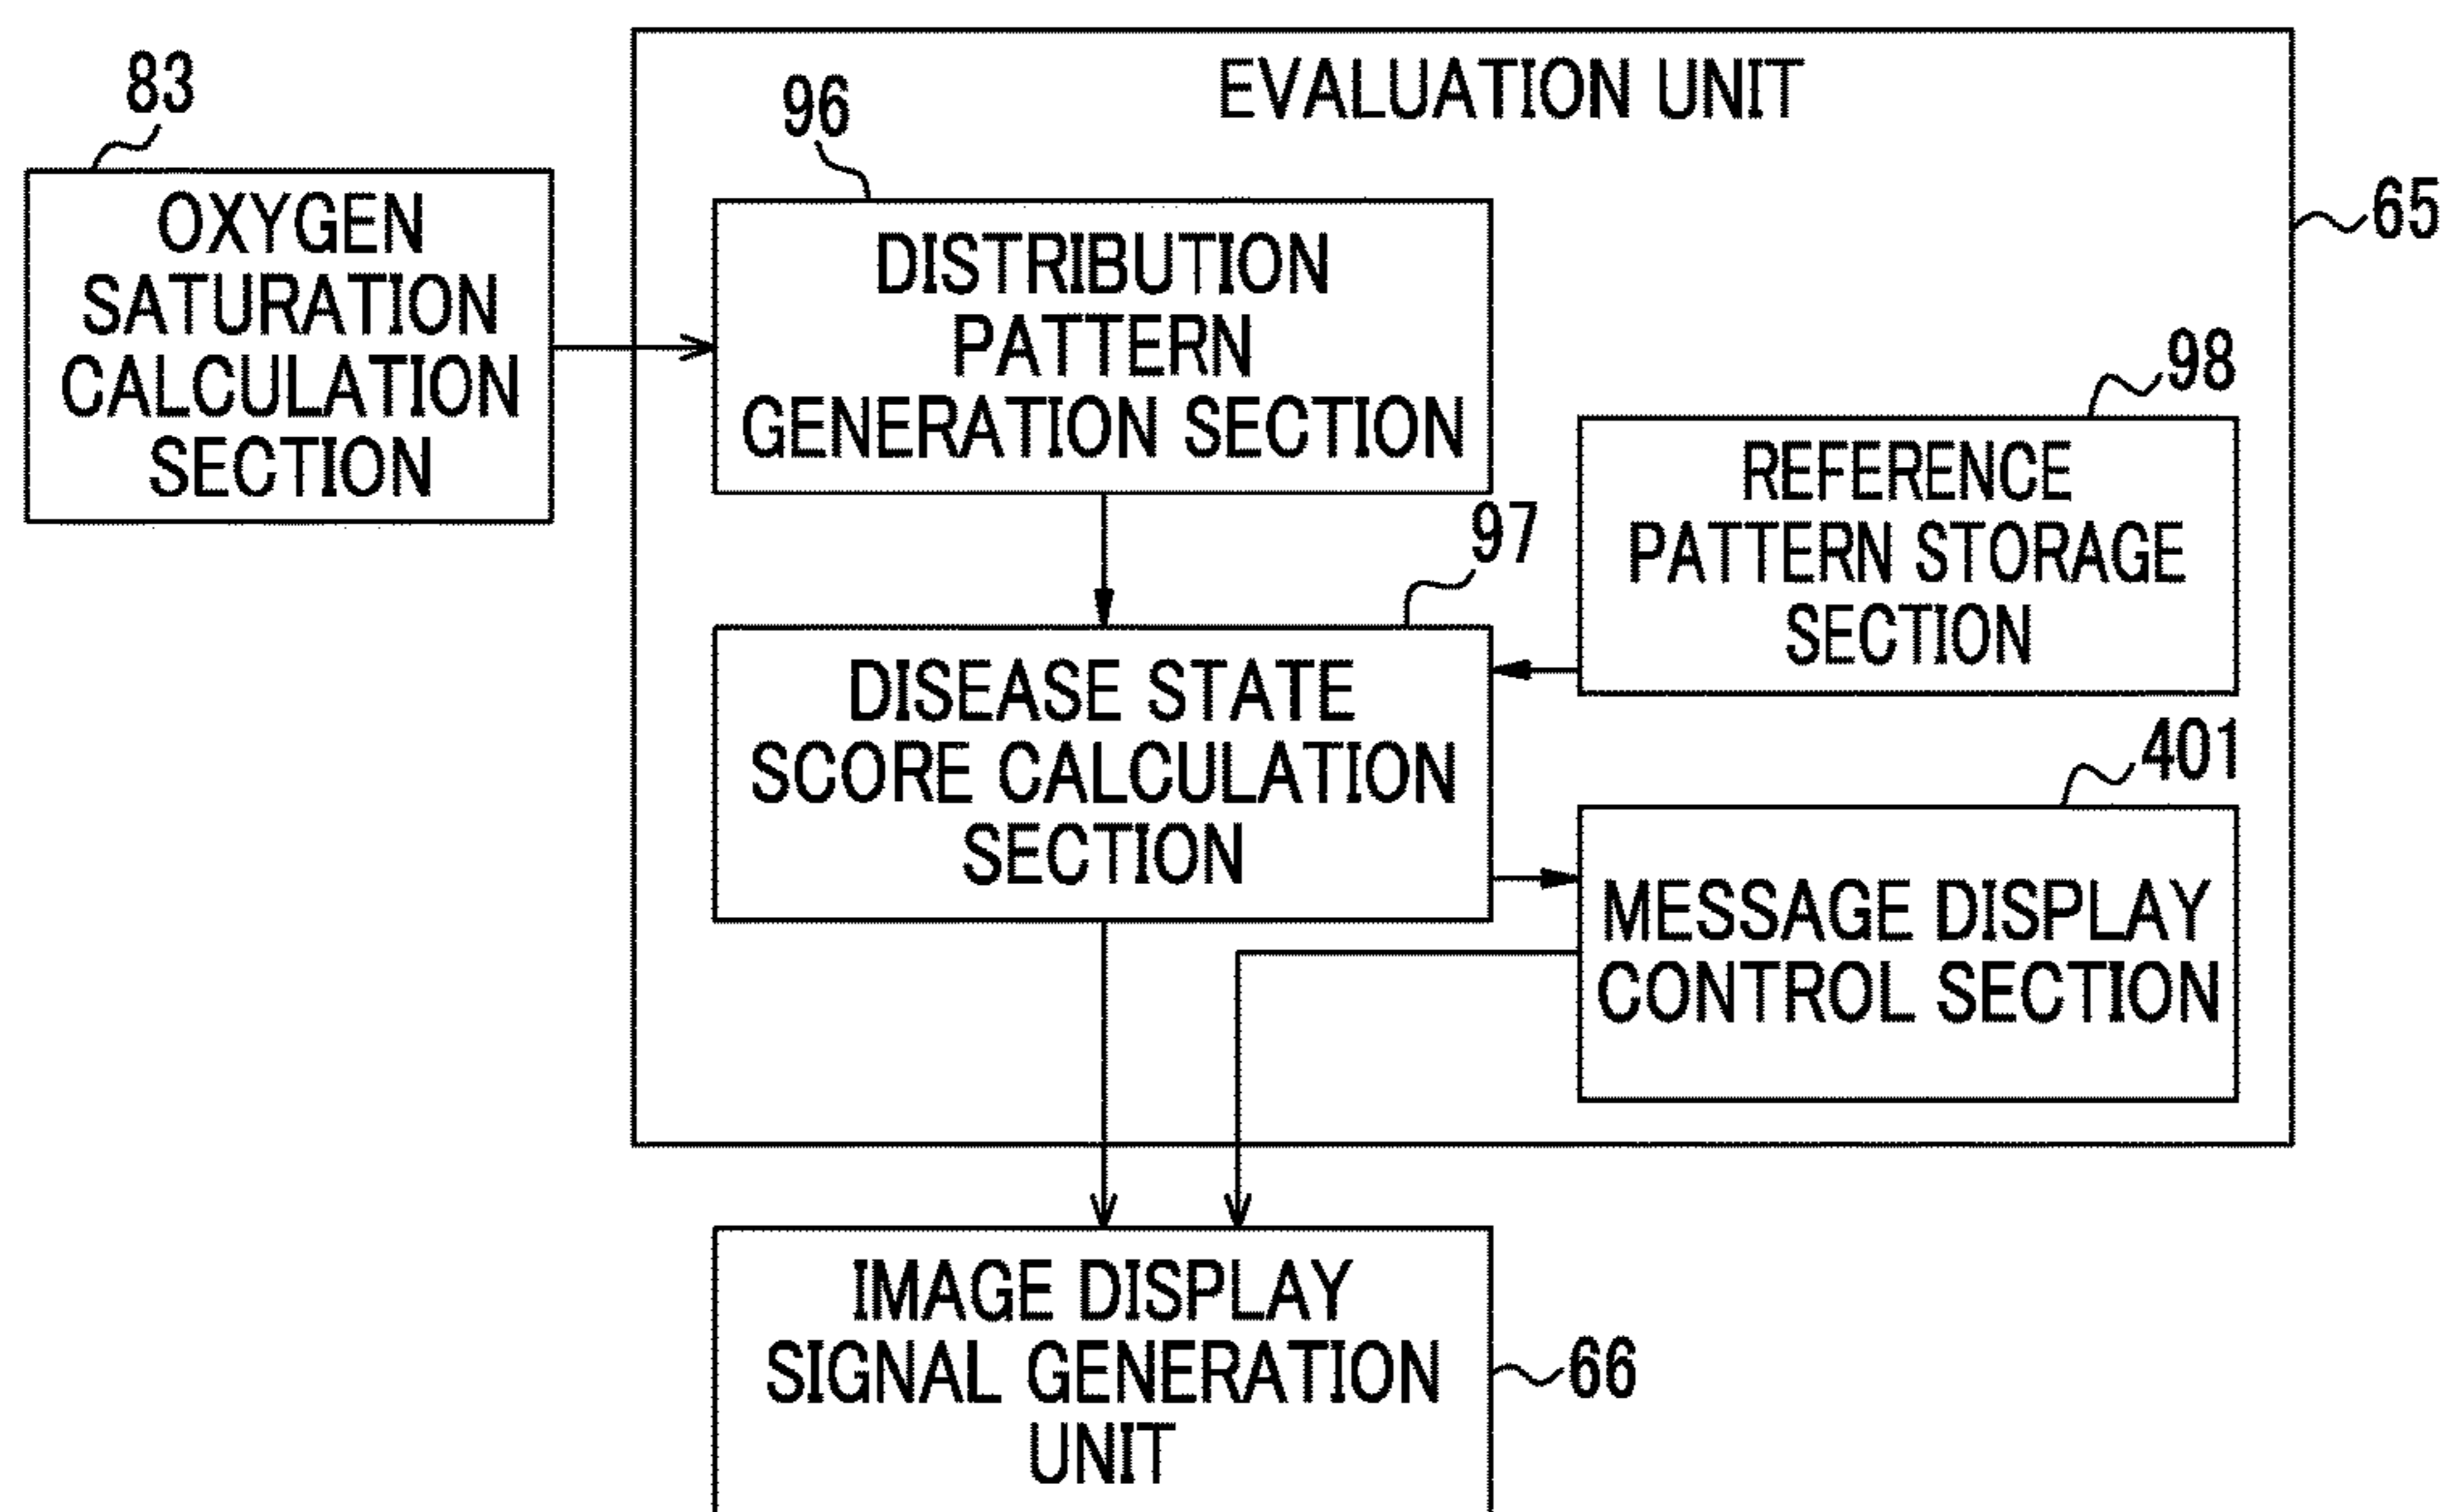 83
OXYGEN
SATURATION
CALCULATION
SECTION
EVALUATION UNIT
65
96
DISTRIBUTION
PATTERN
GENERATION SECTION
98
REFERENCE
PATTERN STORAGE
SECTION
97
DISEASE STATE
SCORE CALCULATION
SECTION
401
MESSAGE DISPLAY
CONTROL SECTION
IMAGE DISPLAY
SIGNAL GENERATION
UNIT
66